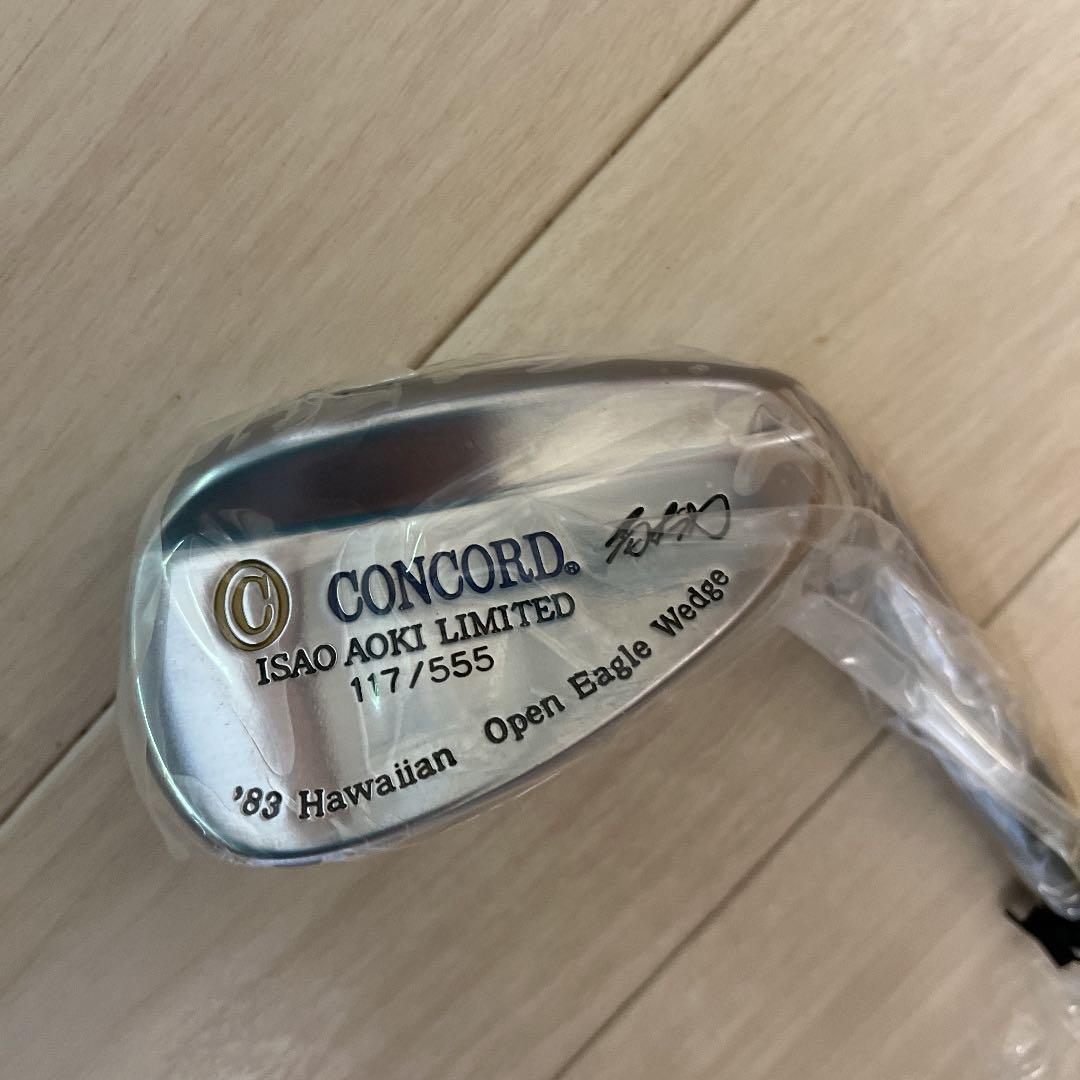 © CONCORD®
ISAO AOKI LIMITED
117/555
'83 Hawaiian Open Eagle Wedge